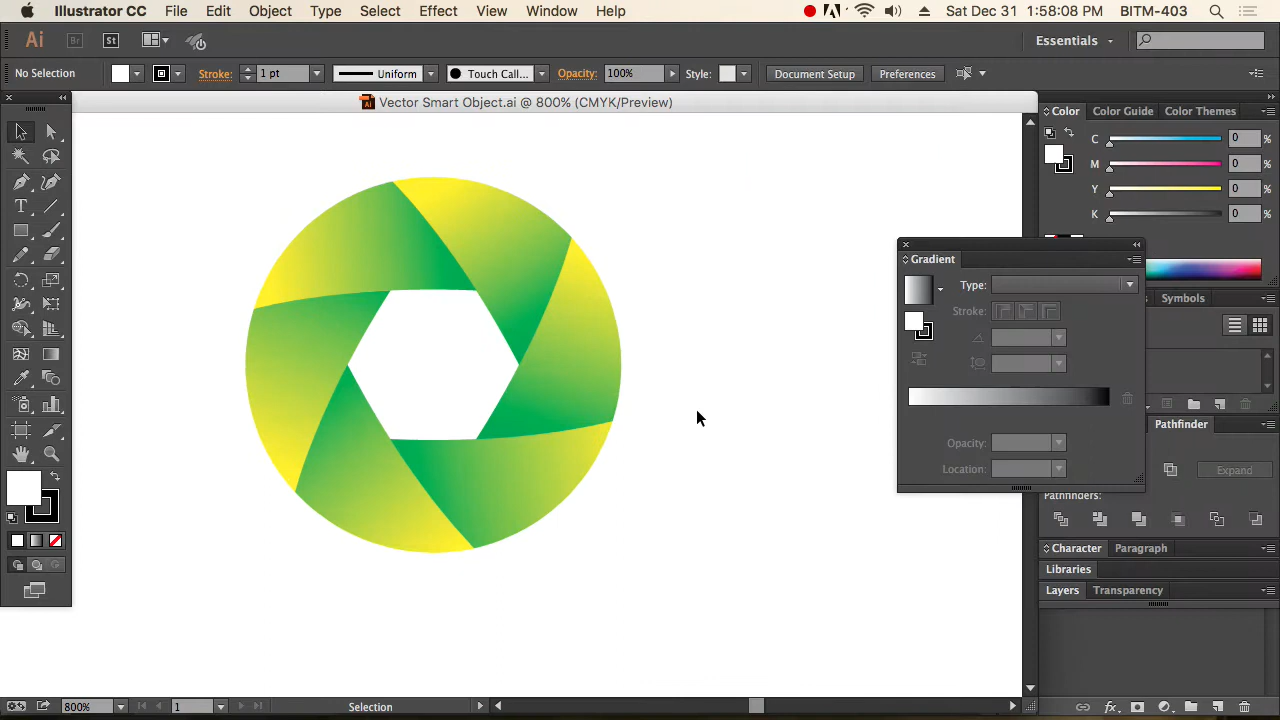 Illustrator CC File Edit Object Type Select Effect View Window Help Sat Dec 31 1:58:08 PM BITM-403
Ai Br St Essentials
No Selection Stroke: 1 pt Uniform Touch Call... Opacity: 100% Style: Document Setup Preferences
Vector Smart Object.ai @ 800% (CMYK/Preview)
Color Color Guide Color Themes
C 0 %
M 0 %
Y 0 %
K 0 %
Gradient
Type:
Stroke:
Opacity:
Location:
Symbols
Pathfinder
Expand
Pathfinders:
Character Paragraph
Libraries
Layers Transparency
800% 1 Selection